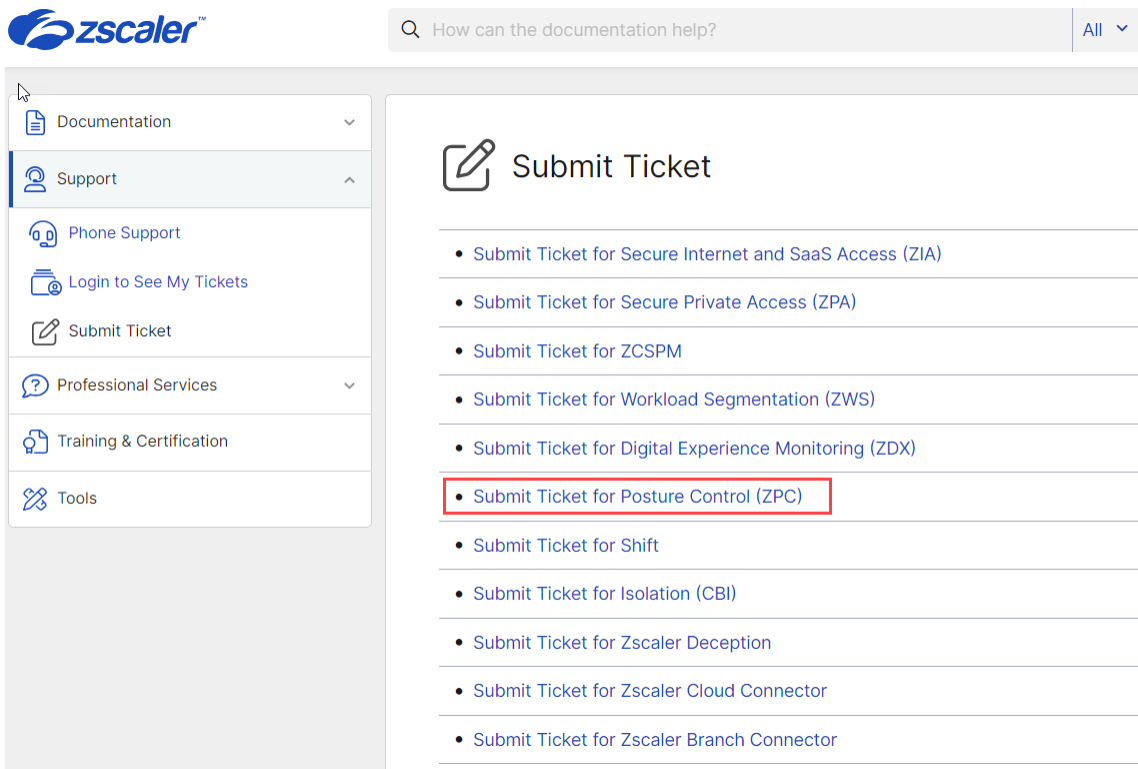 zscaler™
How can the documentation help?
All
Documentation
Support
Phone Support
Login to See My Tickets
Submit Ticket
Professional Services
Training & Certification
Tools
Submit Ticket
• Submit Ticket for Secure Internet and SaaS Access (ZIA)
• Submit Ticket for Secure Private Access (ZPA)
• Submit Ticket for ZCSPM
• Submit Ticket for Workload Segmentation (ZWS)
• Submit Ticket for Digital Experience Monitoring (ZDX)
• Submit Ticket for Posture Control (ZPC)
• Submit Ticket for Shift
• Submit Ticket for Isolation (CBI)
• Submit Ticket for Zscaler Deception
• Submit Ticket for Zscaler Cloud Connector
• Submit Ticket for Zscaler Branch Connector